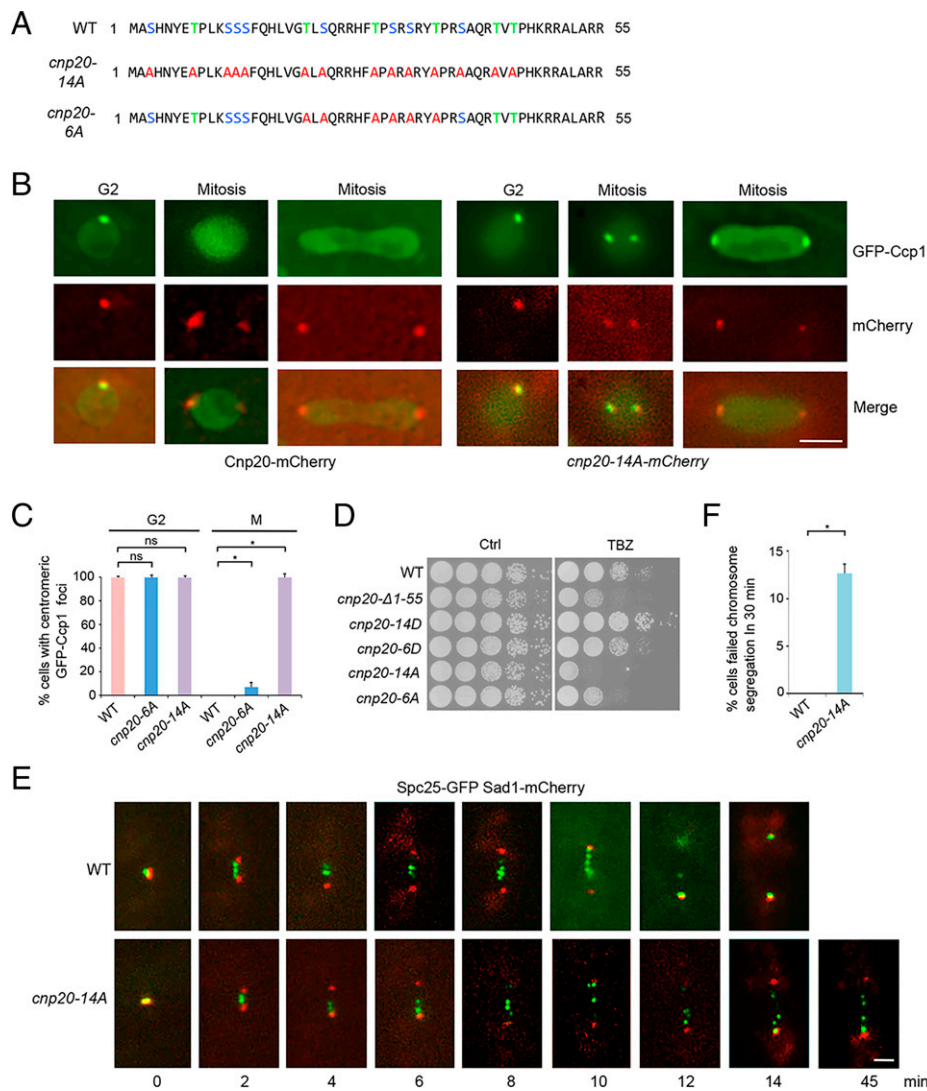 A
WT 1 MASHNYETPLKSSSFQHLVGTLSQRRHFTPSRSRYTPRSAQRTVTPHKRRALARR 55
cnp20-
14A
1 MAAHNYEAPLKAAAFQHLVGALAQRRHFAPARARYAPRAAQRAVAPHKRRALARR 55
cnp20-
6A
1 MASHNYETPLKSSSFQHLVGALAQRRHFAPARARYAPRSAQRTVTPHKRRALARR 55
B
G2 Mitosis Mitosis G2 Mitosis Mitosis
GFP-Ccp1
mCherry
Merge
Cnp20-mCherry cnp20-14A-mCherry
C
G2 M
ns * ns *
% cells with centromeric
GFP-Ccp1 foci
100
80
60
40
20
0
WT cnp20-6A cnp20-14A WT cnp20-6A cnp20-14A
D
Ctrl TBZ
WT
cnp20-Δ1-55
cnp20-14D
cnp20-6D
cnp20-14A
cnp20-6A
F
*
% cells failed chromosome
segregation In 30 min
15
10
5
0
WT cnp20-14A
E
Spc25-GFP Sad1-mCherry
WT
cnp20-14A
0 2 4 6 8 10 12 14 45 min